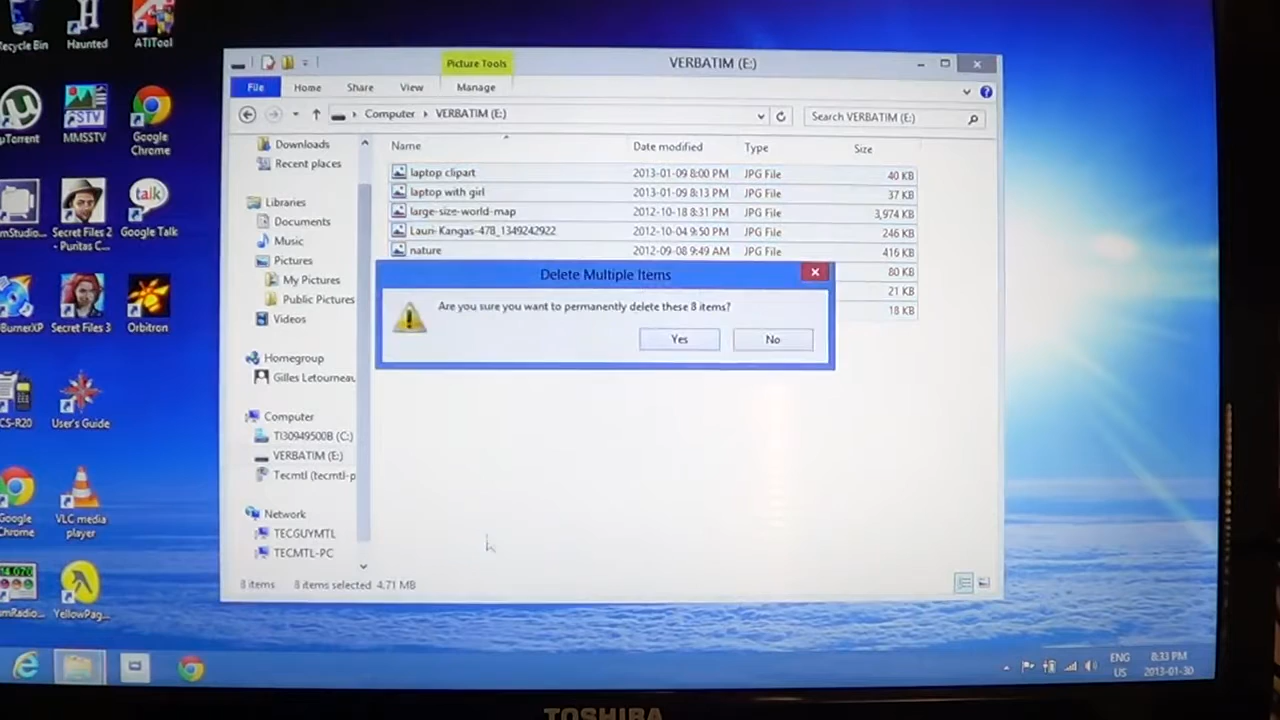 Recycle Bin
Haunted
ATITool
MMSSTV
Google Chrome
Secret Files 2 - Puritas C...
talk
Google Talk
Secret Files 3
Orbitron
User's Guide
Google Chrome
VLC media player
YellowPag...
Picture Tools
VERBATIM (E:)
File
Home
Share
View
Manage
Computer
VERBATIM (E:)
Search VERBATIM (E:)
Downloads
Recent places
Libraries
Documents
Music
Pictures
My Pictures
Public Pictures
Videos
Homegroup
Gilles Letourneau
Computer
TI30949500B (C:)
VERBATIM (E:)
Tecmtl (tecmtl-p
Network
TECGUYMTL
TECMTL-PC
Name Date modified Type Size
laptop clipart 2013-01-09 8:00 PM JPG File 40 KB
laptop with girl 2013-01-09 8:13 PM JPG File 37 KB
large-size-world-map 2012-10-18 8:31 PM JPG File 3,974 KB
Lauri-Kangas-478_1349242922 2012-10-04 9:50 PM JPG File 246 KB
nature 2012-09-08 9:49 AM JPG File 416 KB
80 KB
21 KB
18 KB
Delete Multiple Items
Are you sure you want to permanently delete these 8 items?
Yes
No
8 items 8 items selected 4.71 MB
ENG
US
8:33 PM
2013-01-30
TOSHIBA